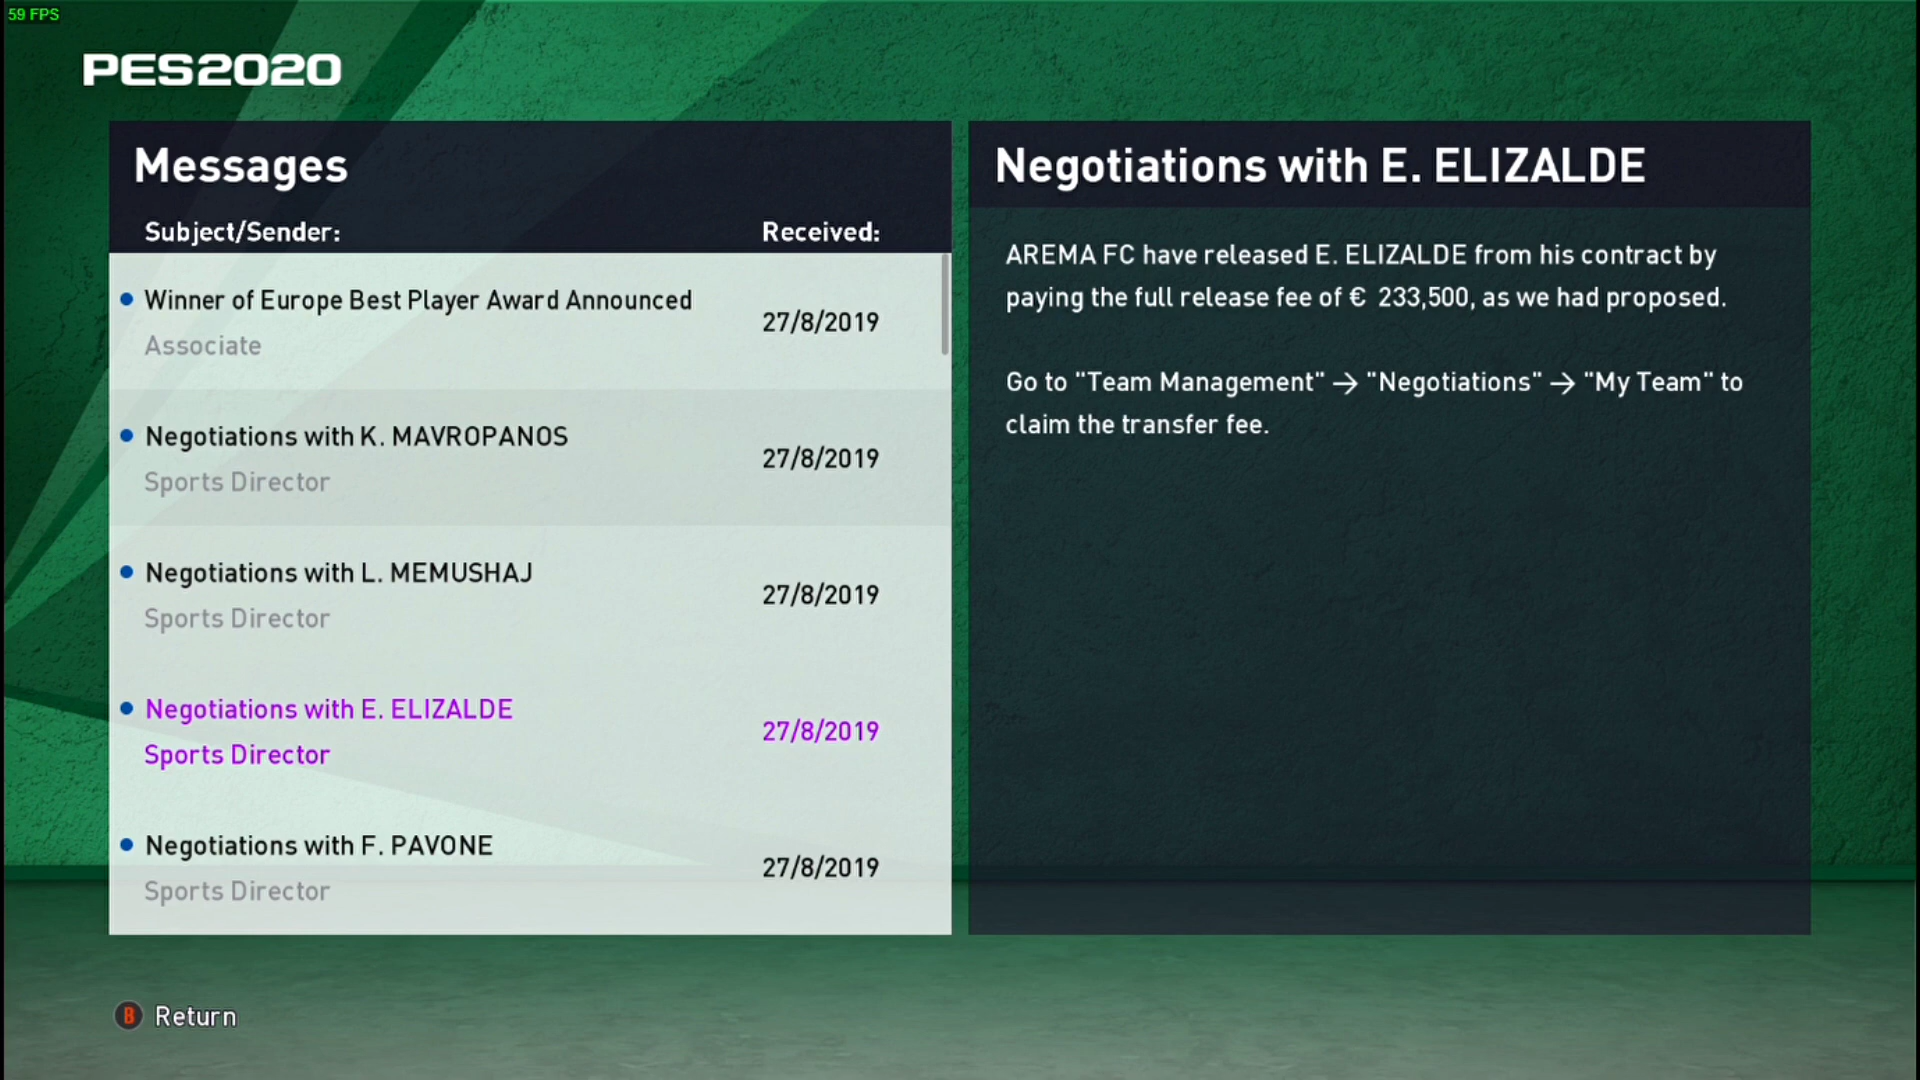 59 FPS
PES2020
Messages
Subject/Sender: Received:
Winner of Europe Best Player Award Announced
Associate
27/8/2019
Negotiations with K. MAVROPANOS
Sports Director
27/8/2019
Negotiations with L. MEMUSHAJ
Sports Director
27/8/2019
Negotiations with E. ELIZALDE
Sports Director
27/8/2019
Negotiations with F. PAVONE
Sports Director
27/8/2019
Negotiations with E. ELIZALDE
AREMA FC have released E. ELIZALDE from his contract by
paying the full release fee of € 233,500, as we had proposed.
Go to "Team Management" → "Negotiations" → "My Team" to
claim the transfer fee.
B Return